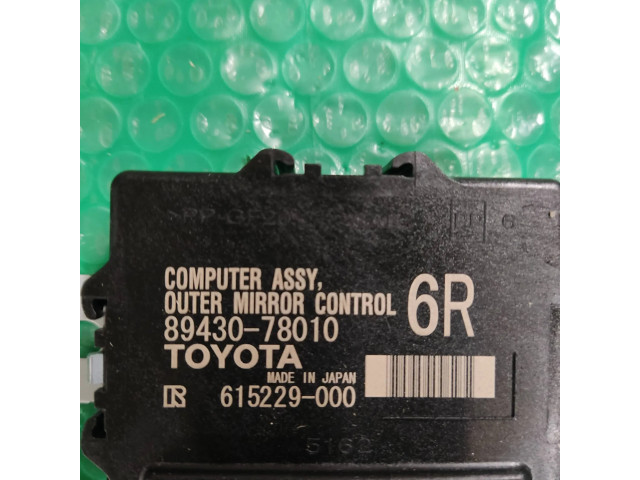 COMPUTER ASSY,
OUTER MIRROR CONTROL
6R
89430-78010
TOYOTA
MADE IN JAPAN
615229-000
5162